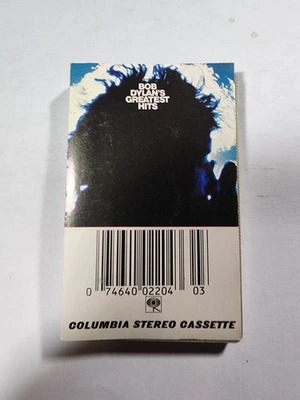 BOB
DYLAN'S
GREATEST
HITS
0 74640 02204 03
COLUMBIA STEREO CASSETTE